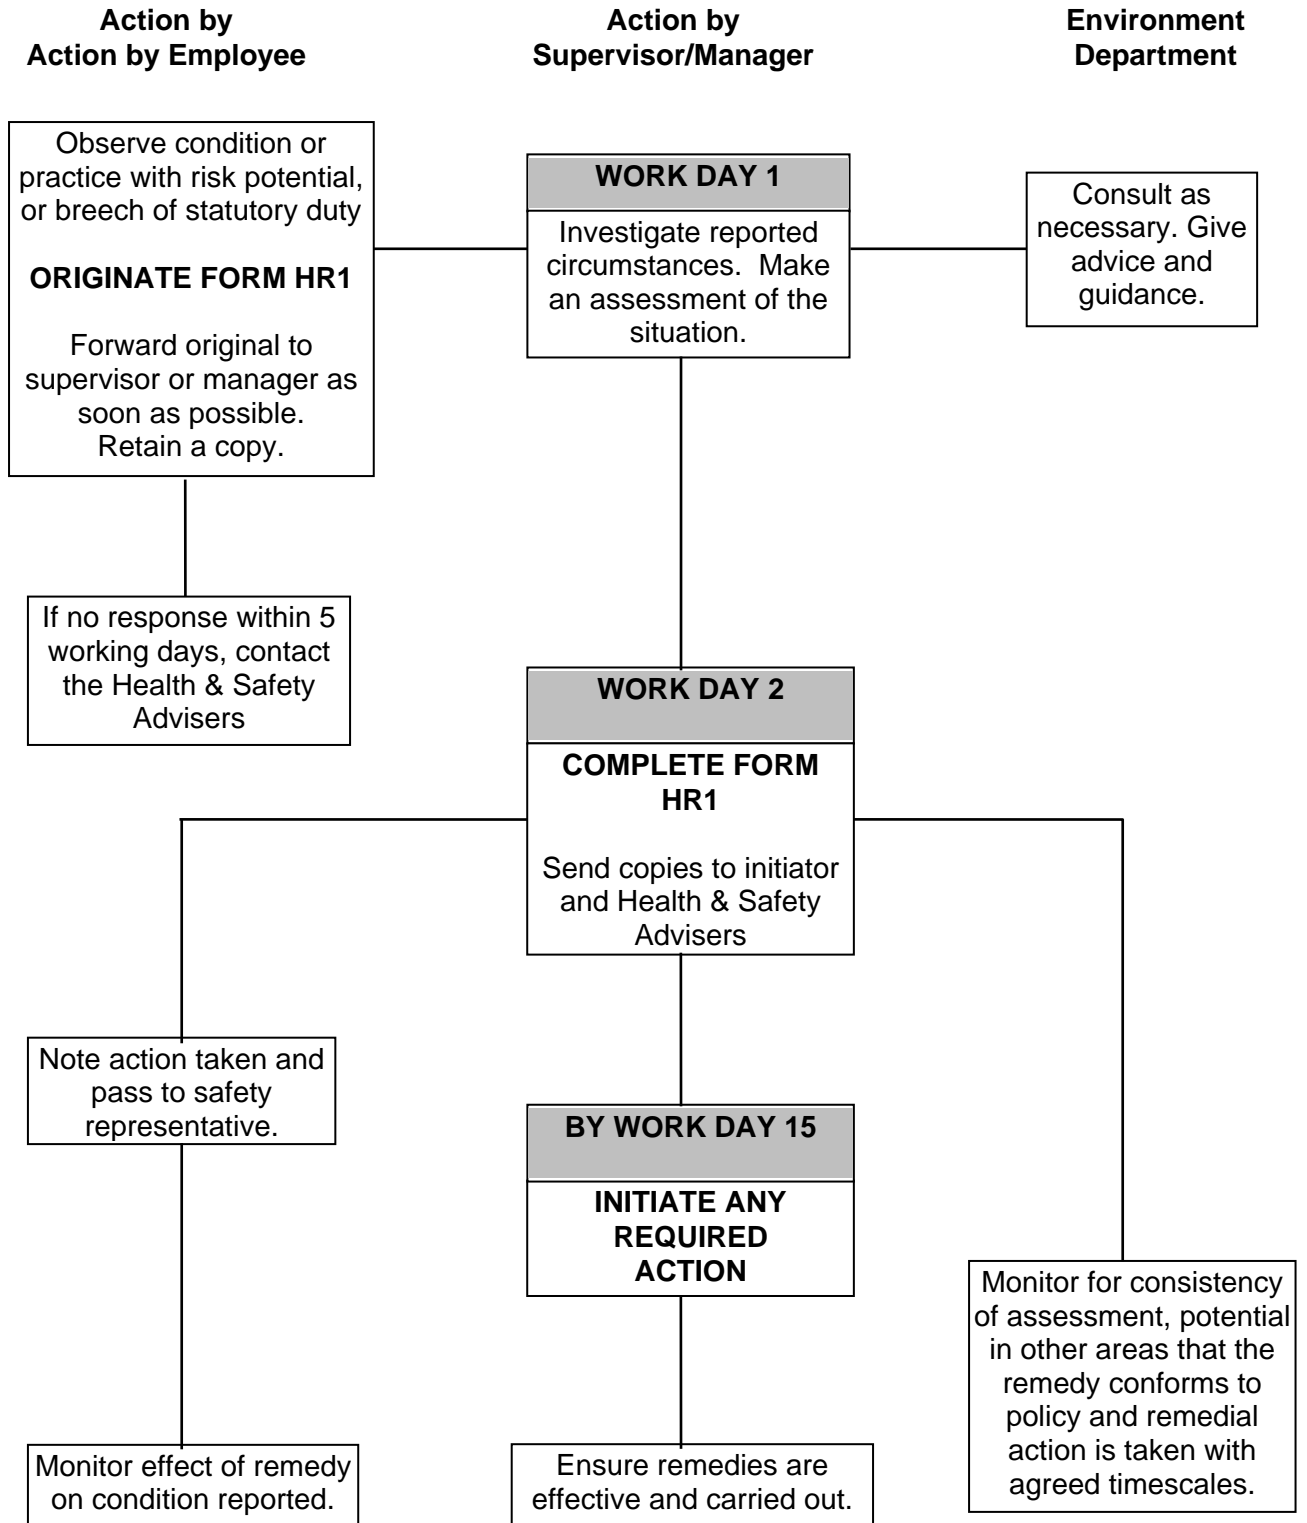 Action by
Action by Employee
Action by
Supervisor/Manager
Environment
Department
Observe condition or
practice with risk potential,
or breech of statutory duty
ORIGINATE FORM HR1
Forward original to
supervisor or manager as
soon as possible.
Retain a copy.
WORK DAY 1
Investigate reported
circumstances.  Make
an assessment of the
situation.
Consult as
necessary. Give
advice and
guidance.
If no response within 5
working days, contact
the Health & Safety
Advisers
WORK DAY 2
COMPLETE FORM
HR1
Send copies to initiator
and Health & Safety
Advisers
Note action taken and
pass to safety
representative.
BY WORK DAY 15
INITIATE ANY
REQUIRED
ACTION
Monitor for consistency
of assessment, potential
in other areas that the
remedy conforms to
policy and remedial
action is taken with
agreed timescales.
Monitor effect of remedy
on condition reported.
Ensure remedies are
effective and carried out.